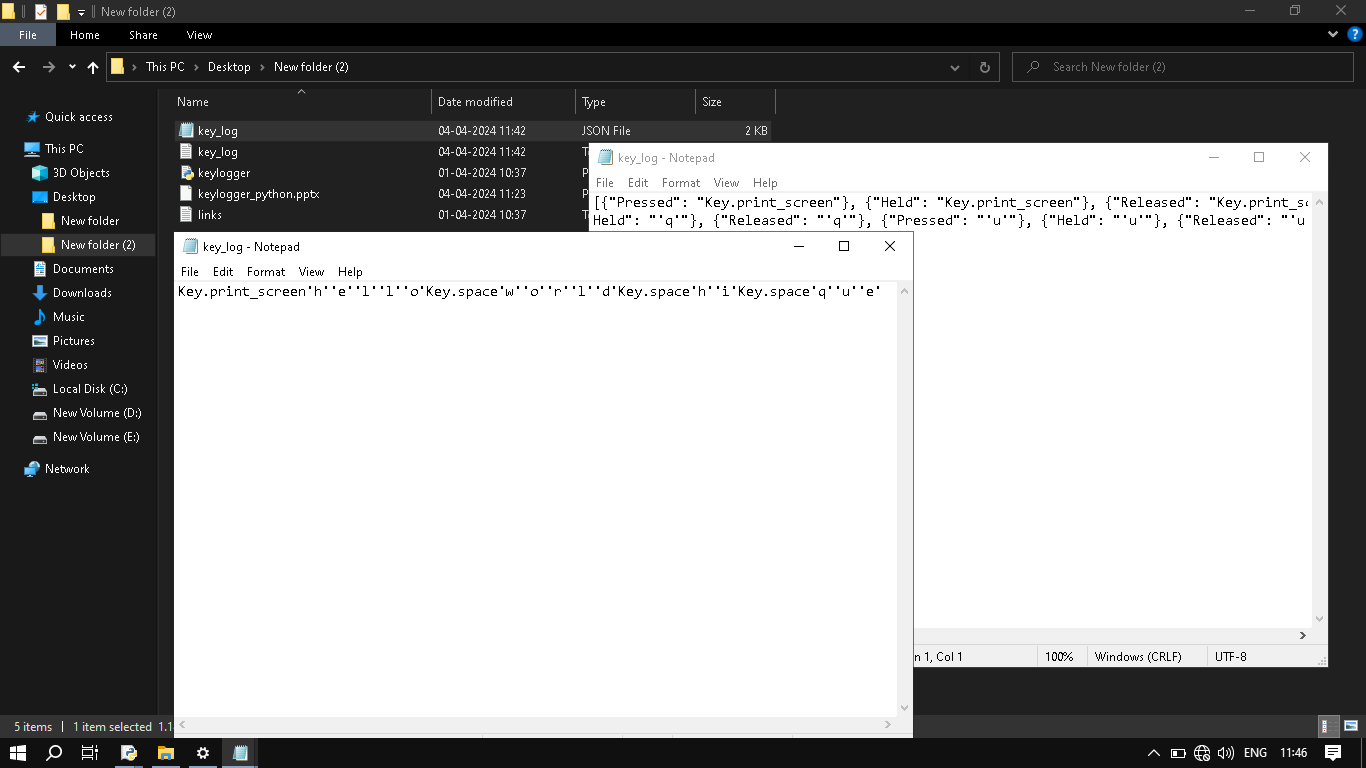 New folder (2)
File Home Share View
This PC Desktop New folder (2)
Search New folder (2)
Name Date modified Type Size
Quick access
This PC
3D Objects
Desktop
New folder
New folder (2)
Documents
Downloads
Music
Pictures
Videos
Local Disk (C:)
New Volume (D:)
New Volume (E:)
Network
key_log 04-04-2024 11:42 JSON File 2 KB
key_log 04-04-2024 11:42
keylogger 01-04-2024 10:37
keylogger_python.pptx 04-04-2024 11:23
links 01-04-2024 10:37
key_log - Notepad
File Edit Format View Help
[{"Pressed": "Key.print_screen"}, {"Held": "Key.print_screen"}, {"Released": "Key.print_sc
Held": "'q'"}, {"Released": "'q'"}, {"Pressed": "'u'"}, {"Held": "'u'"}, {"Released": "'u
n 1, Col 1 100% Windows (CRLF) UTF-8
key_log - Notepad
File Edit Format View Help
Key.print_screen'h''e''l''l''o'Key.space'w''o''r''l''d'Key.space'h''i'Key.space'q''u''e'
5 items 1 item selected 1.1
ENG 11:46